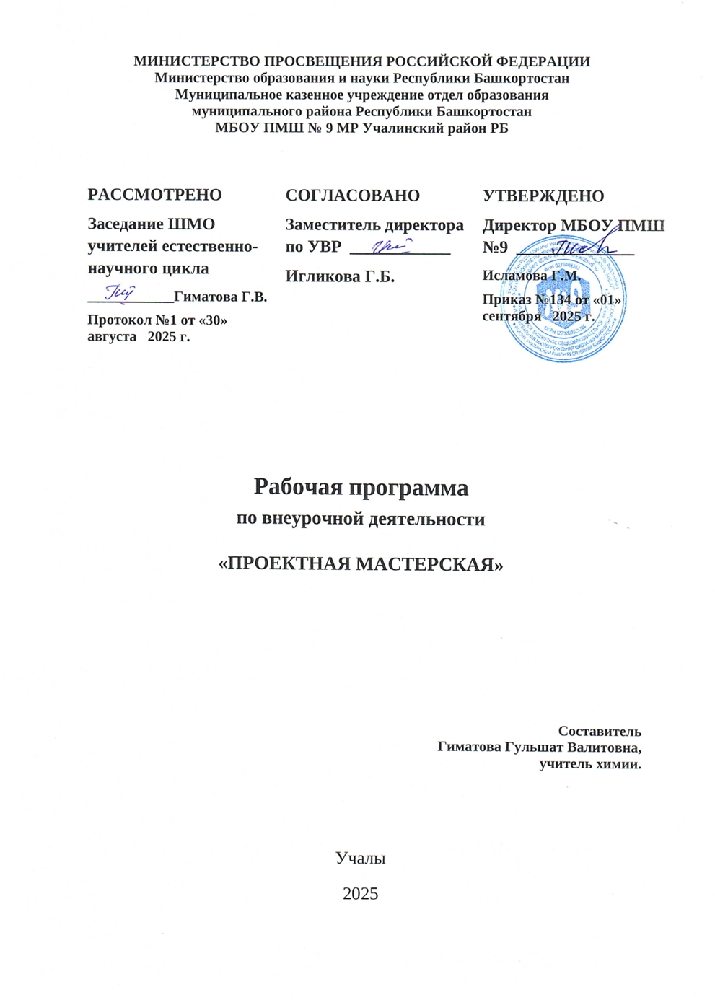 МИНИСТЕРСТВО ПРОСВЕЩЕНИЯ РОССИЙСКОЙ ФЕДЕРАЦИИ
Министерство образования и науки Республики Башкортостан
Муниципальное казенное учреждение отдел образования
муниципального района Республики Башкортостан
МБОУ ПМШ № 9 МР Учалинский район РБ
РАССМОТРЕНО
Заседание ШМО
учителей естественно-
научного цикла
____________Гиматова Г.В.
Протокол №1 от «30»
августа 2025 г.
СОГЛАСОВАНО
Заместитель директора
по УВР ____________
Игликова Г.Б.
УТВЕРЖДЕНО
Директор МБОУ ПМШ
№9 ______________
Исламова Г.М.
Приказ №134 от «01»
сентября 2025 г.
Рабочая программа
по внеурочной деятельности
«ПРОЕКТНАЯ МАСТЕРСКАЯ»
Составитель
Гиматова Гульшат Валитовна,
учитель химии.
Учалы
2025